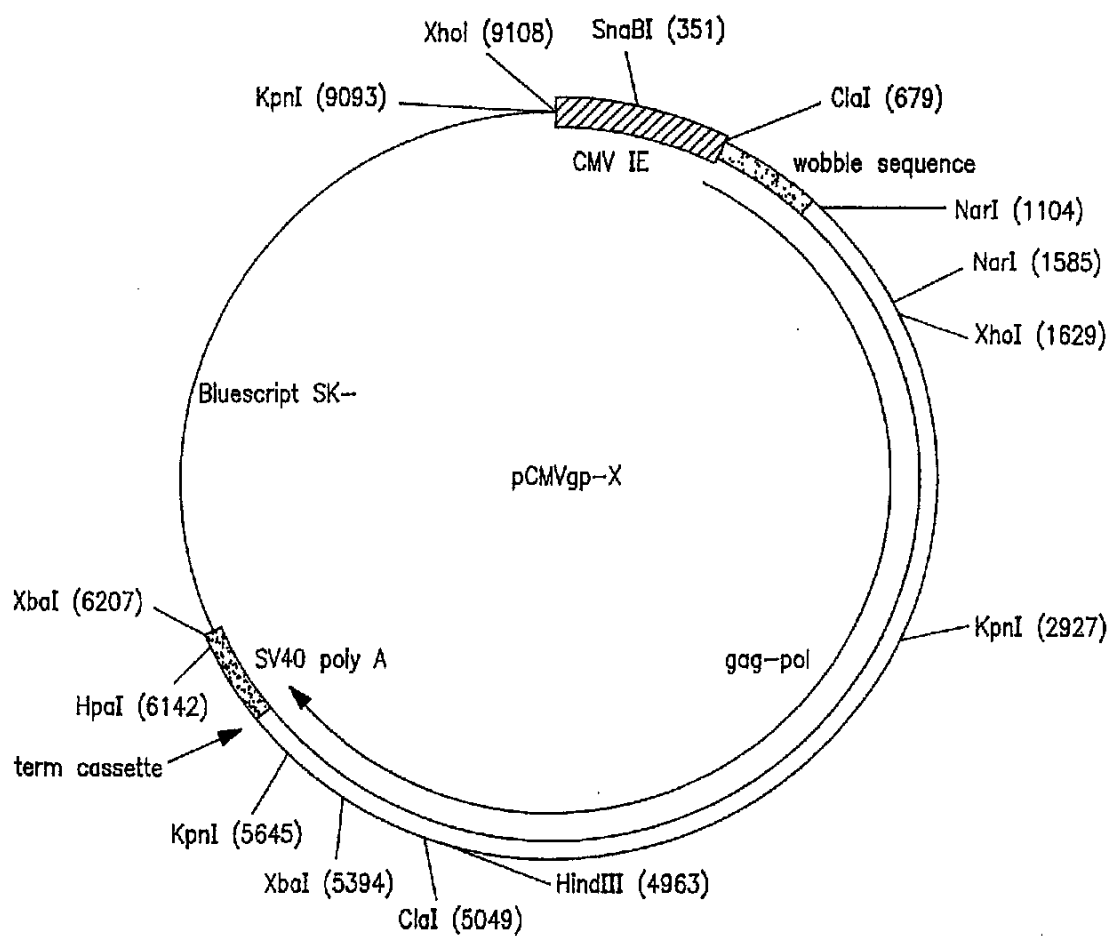 XhoI (9108)
SnaBI (351)
KpnI (9093)
ClaI (679)
CMV IE
wobble sequence
NarI (1104)
NarI (1585)
XhoI (1629)
Bluescript SK-
pCMVgp-X
XbaI (6207)
KpnI (2927)
SV40 poly A
gag-pol
HpaI (6142)
term cassette
KpnI (5645)
XbaI (5394)
HindIII (4963)
ClaI (5049)